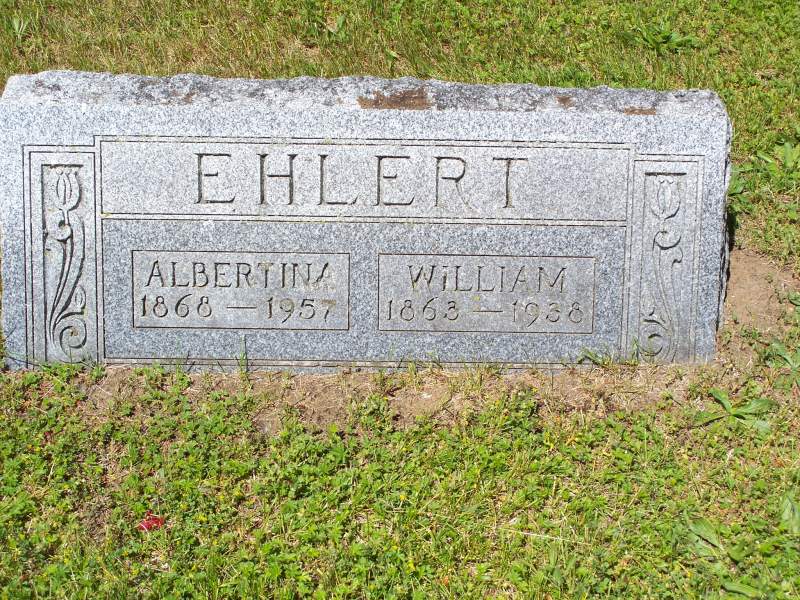 EHLERT
ALBERTINA
1868 — 1957
WILLIAM
1863 — 1938